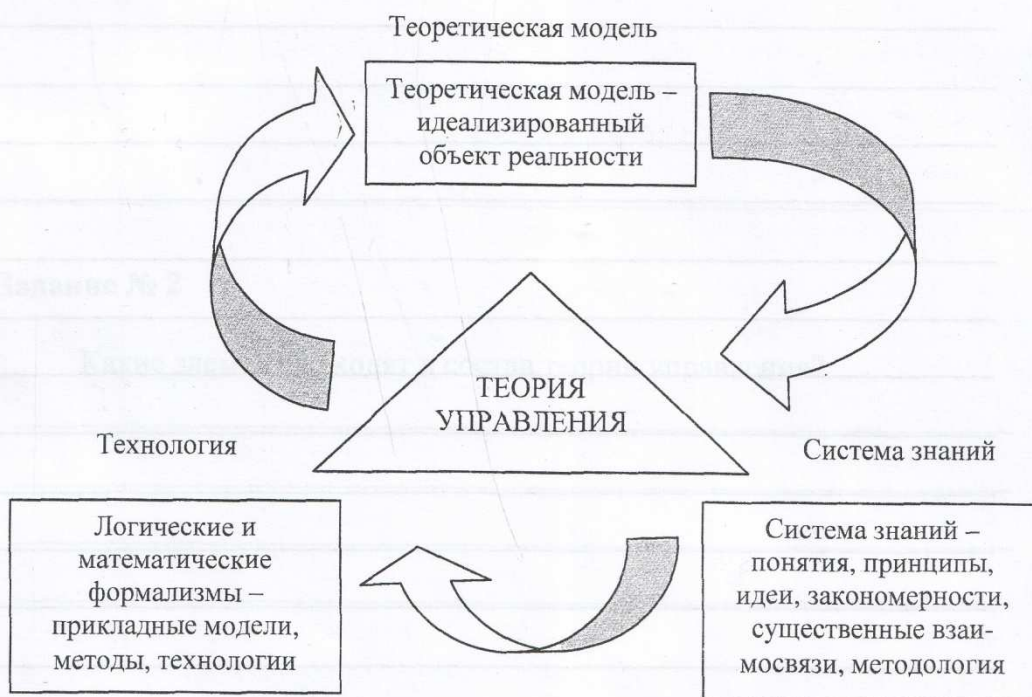 Теоретическая модель
Теоретическая модель –
идеализированный
объект реальности
Задание № 2
ТЕОРИЯ
УПРАВЛЕНИЯ
Технология
Система знаний
Логические и
математические
формализмы –
прикладные модели,
методы, технологии
Система знаний –
понятия, принципы,
идеи, закономерности,
существенные взаи-
мосвязи, методология